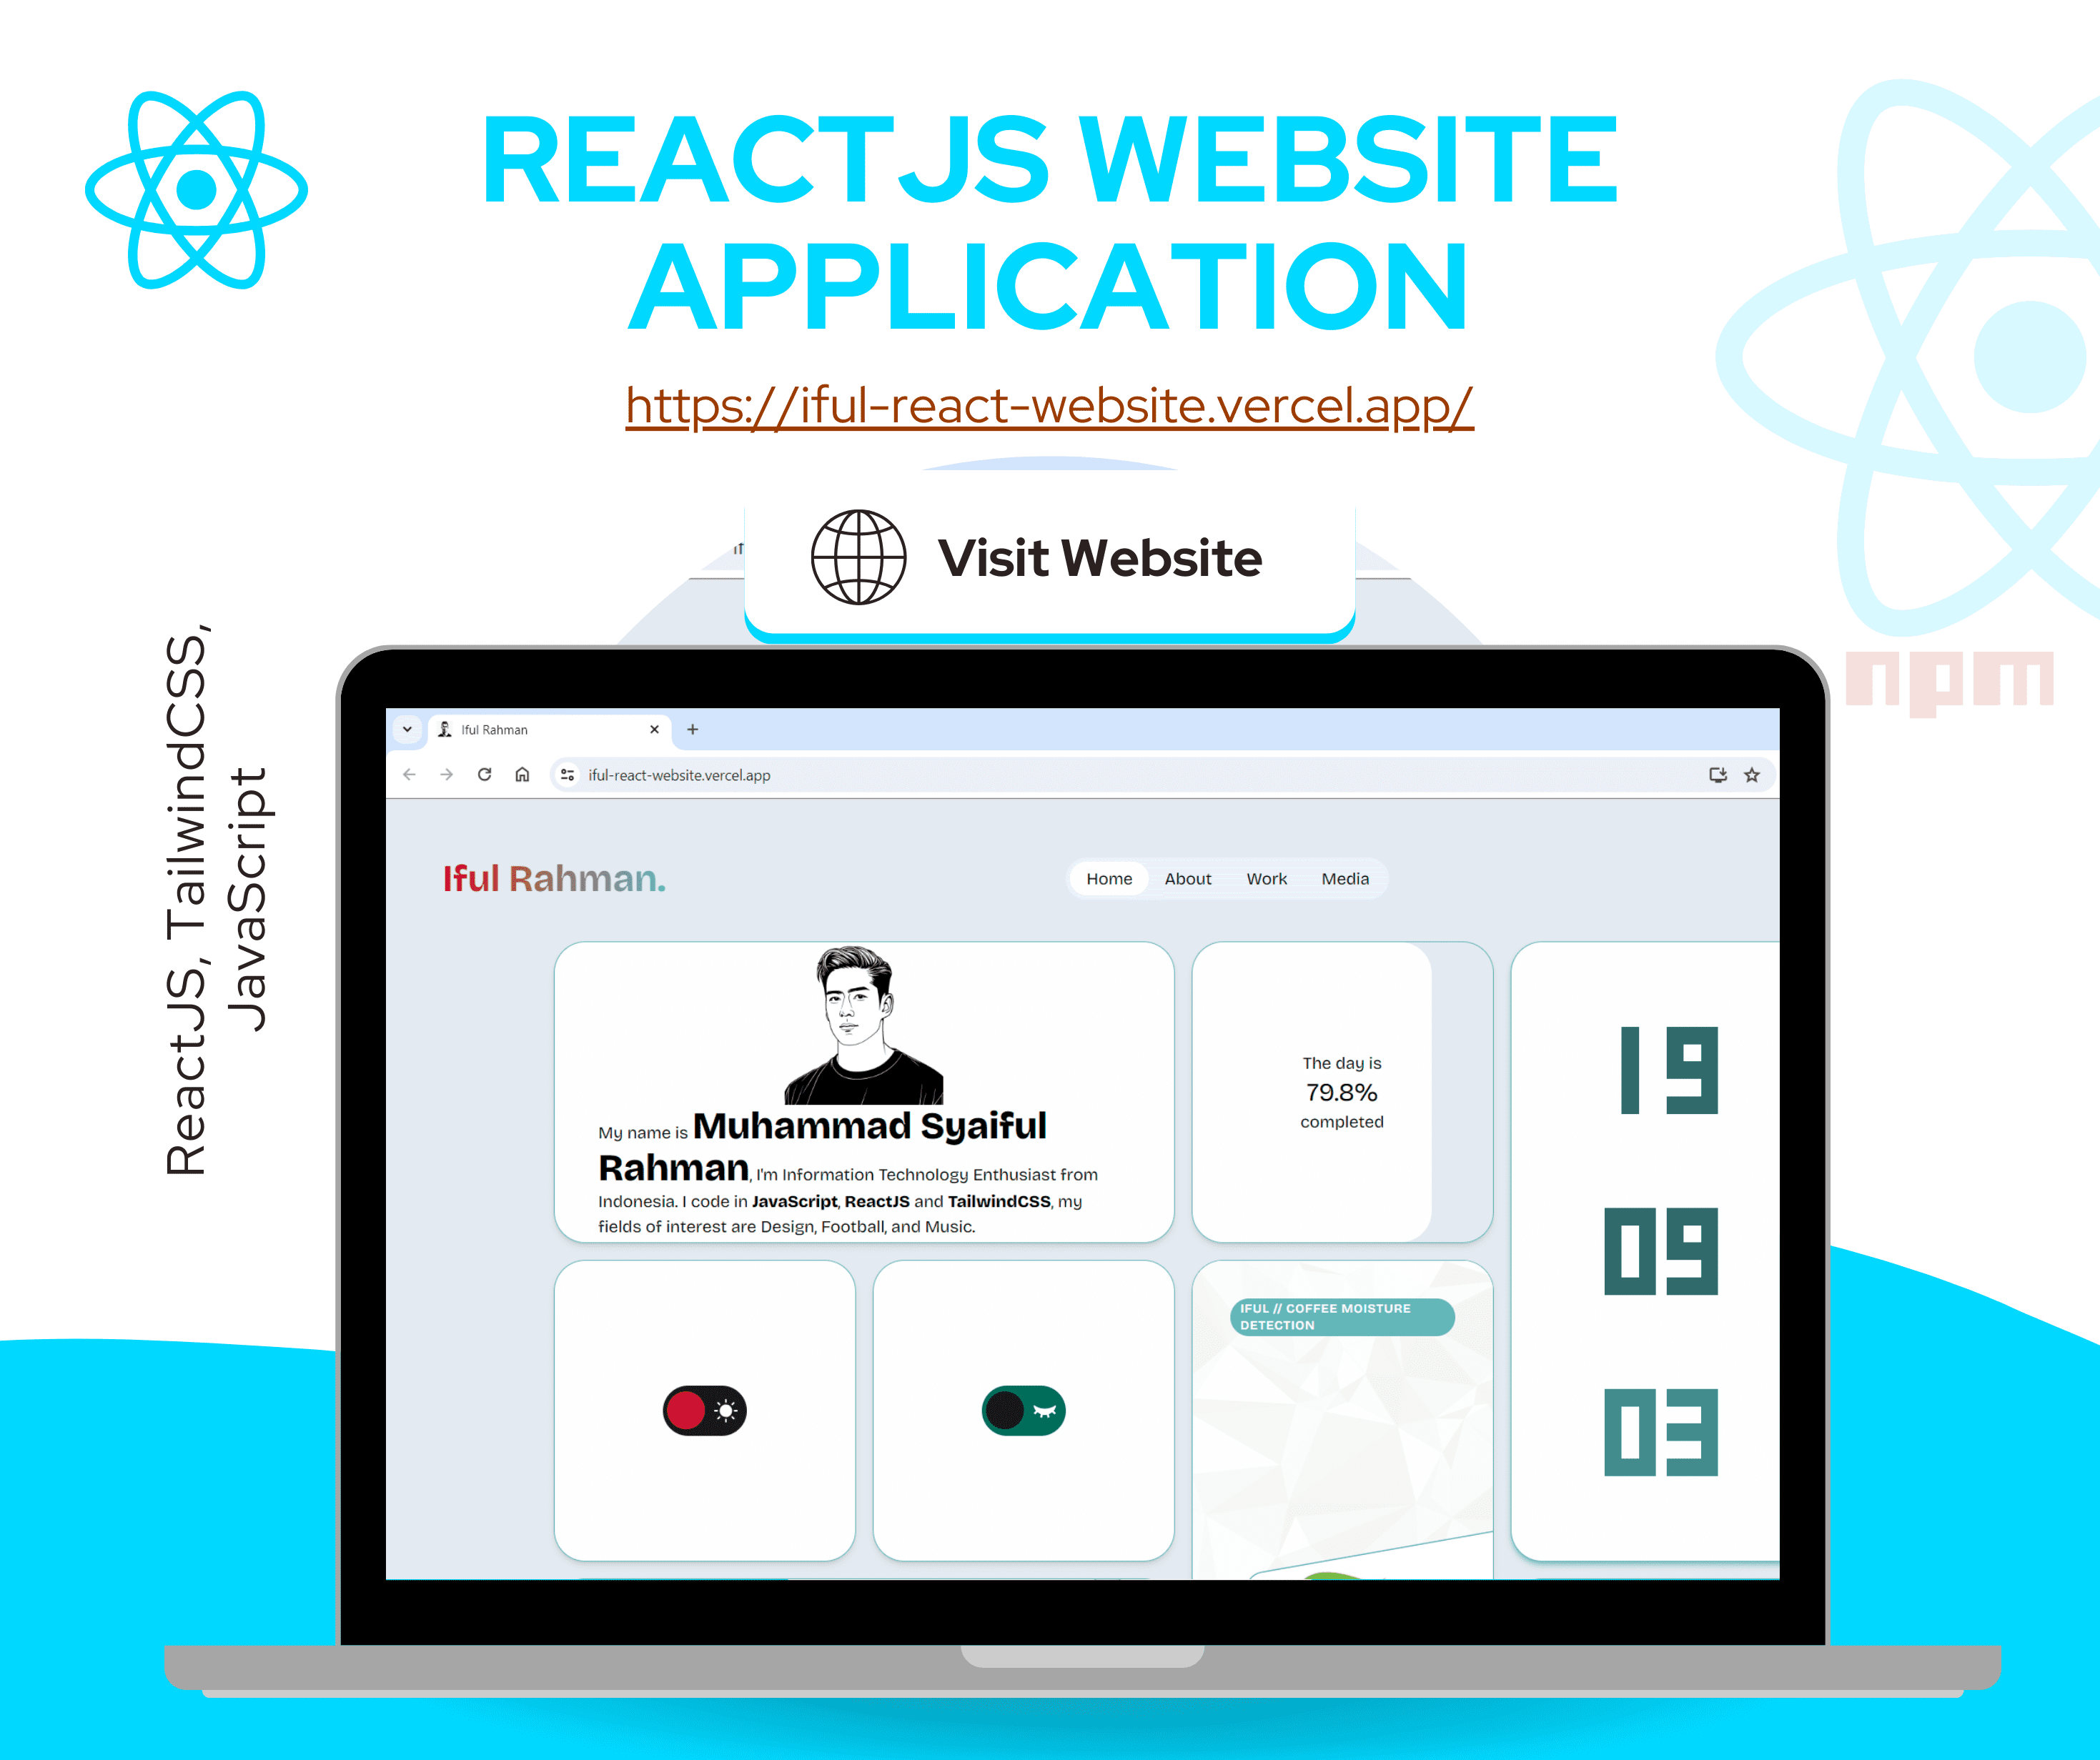 REACTJS WEBSITE
APPLICATION
https://iful-react-website.vercel.app/
Visit Website
ReactJS, TailwindCSS,
JavaScript
npm
Iful Rahman
iful-react-website.vercel.app
Iful Rahman.
Home About Work Media
My name is Muhammad Syaiful
Rahman, I'm Information Technology Enthusiast from
Indonesia. I code in JavaScript, ReactJS and TailwindCSS, my
fields of interest are Design, Football, and Music.
The day is
79.8%
completed
19
09
03
IFUL // COFFEE MOISTURE
DETECTION